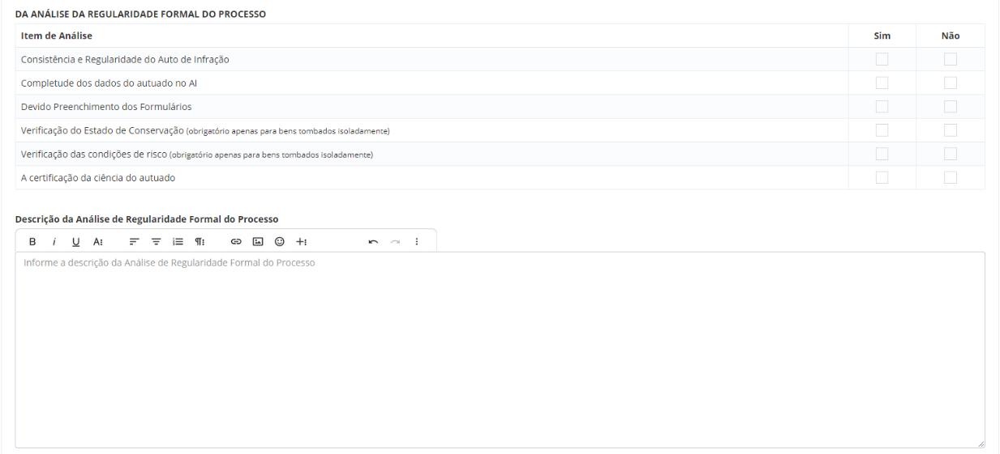 DA ANÁLISE DA REGULARIDADE FORMAL DO PROCESSO
Item de Análise Sim Não
Consistência e Regularidade do Auto de Infração
Completude dos dados do autuado no AI
Devido Preenchimento dos Formulários
Verificação do Estado de Conservação (obrigatório apenas para bens tombados isoladamente)
Verificação das condições de risco (obrigatório apenas para bens tombados isoladamente)
A certificação da ciência do autuado
Descrição da Análise de Regularidade Formal do Processo
Informe a descrição da Análise de Regularidade Formal do Processo